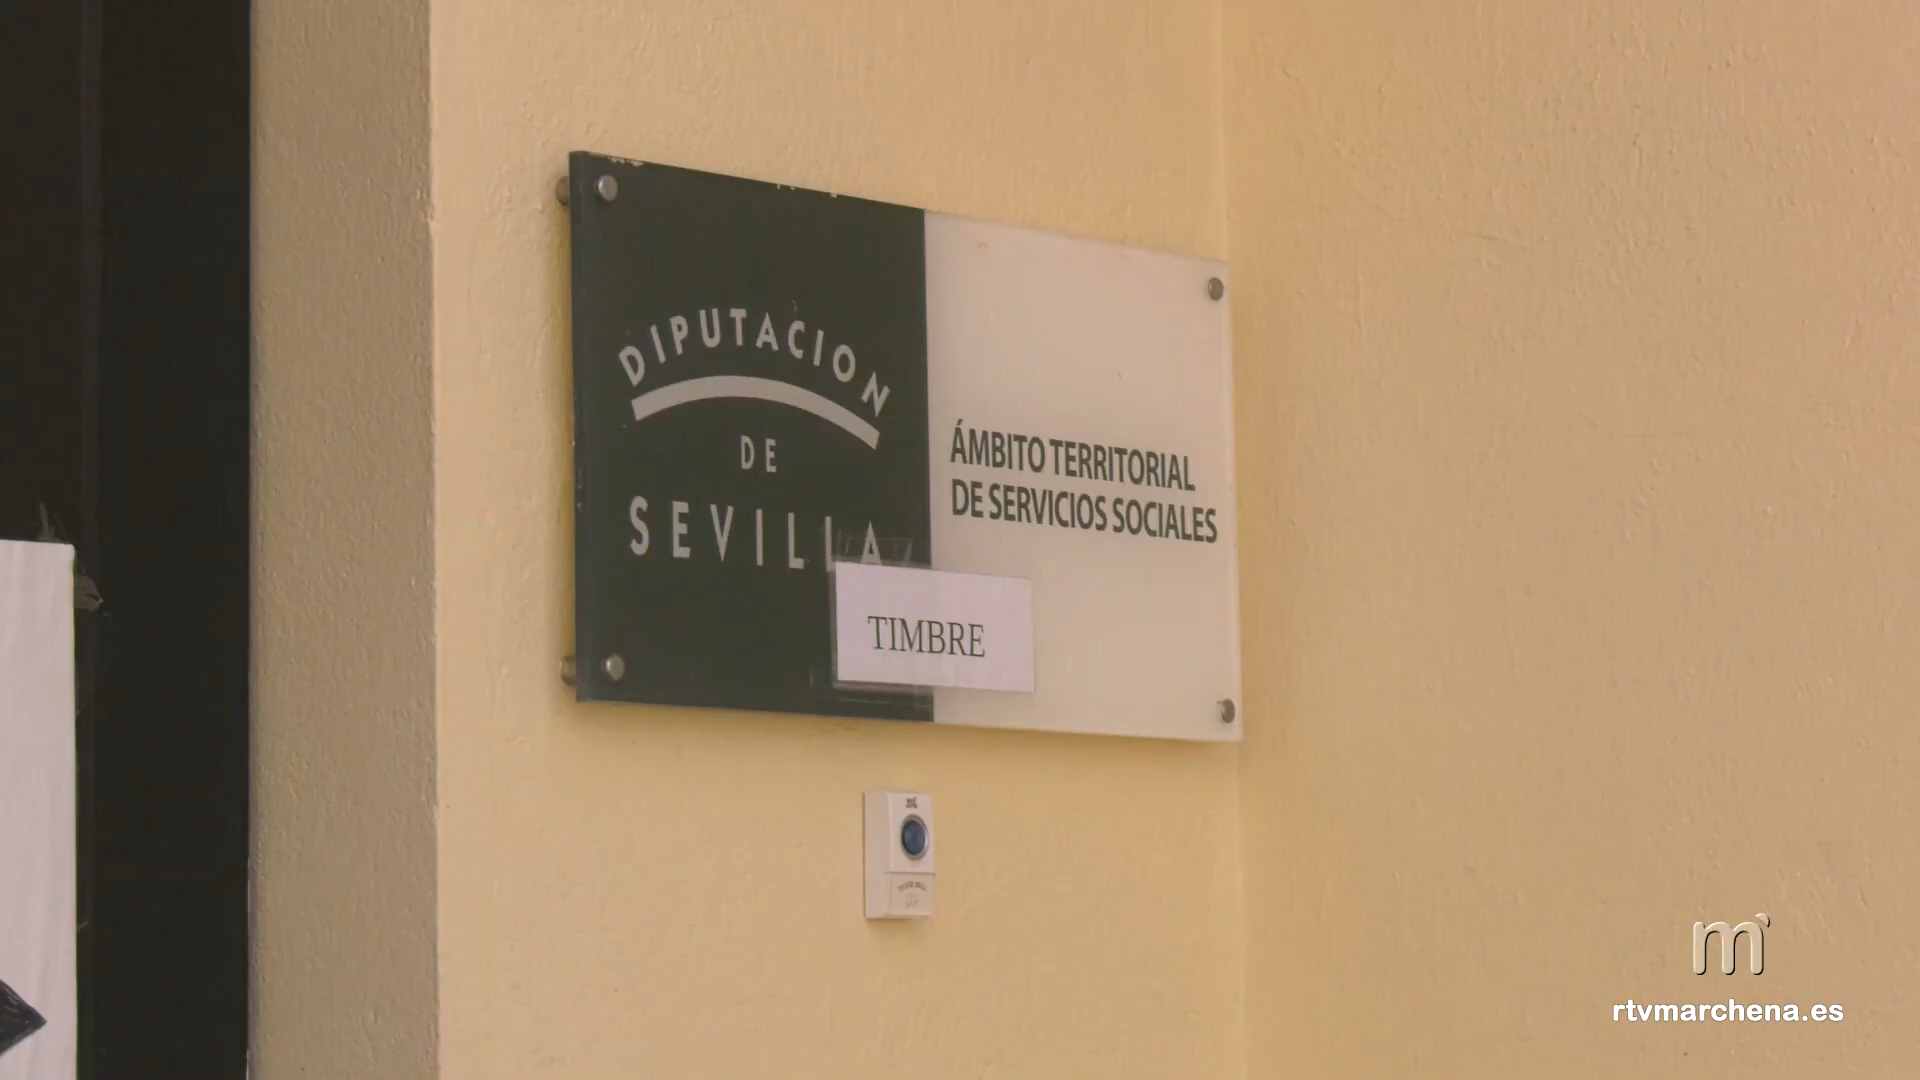 DIPUTACION
DE
SEVILLA
ÁMBITO TERRITORIAL
DE SERVICIOS SOCIALES
TIMBRE
m
rtvmarchena.es